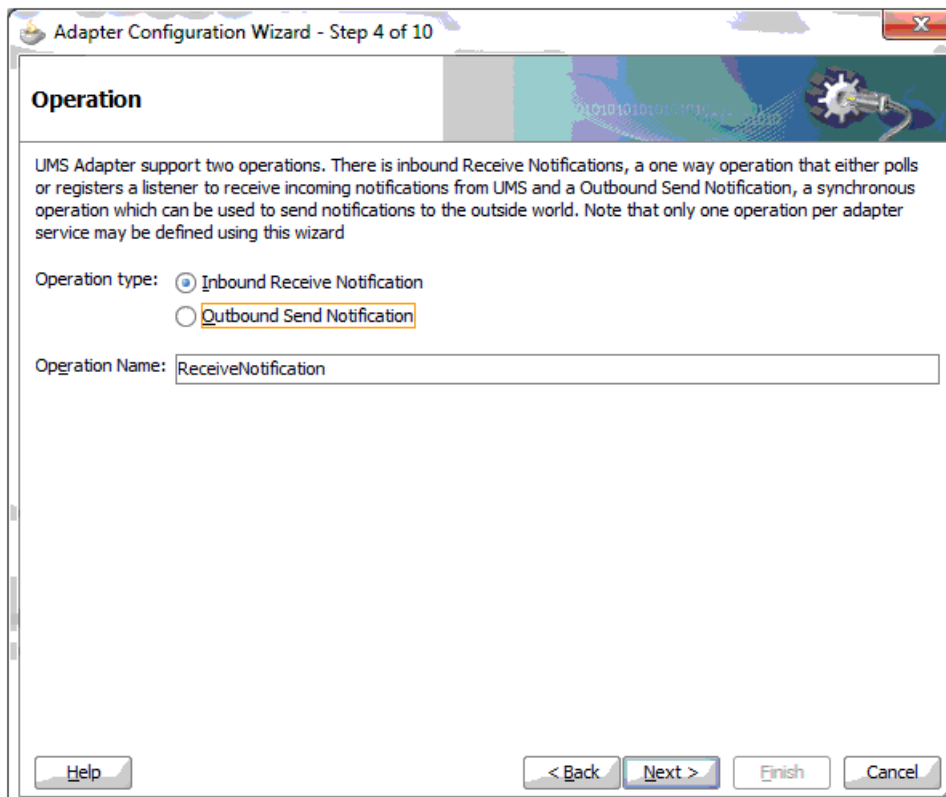 Adapter Configuration Wizard - Step 4 of 10
Operation
UMS Adapter support two operations. There is inbound Receive Notifications, a one way operation that either polls
or registers a listener to receive incoming notifications from UMS and a Outbound Send Notification, a synchronous
operation which can be used to send notifications to the outside world. Note that only one operation per adapter
service may be defined using this wizard
Operation type: Inbound Receive Notification
Outbound Send Notification
Operation Name: ReceiveNotification
Help < Back Next > Finish Cancel